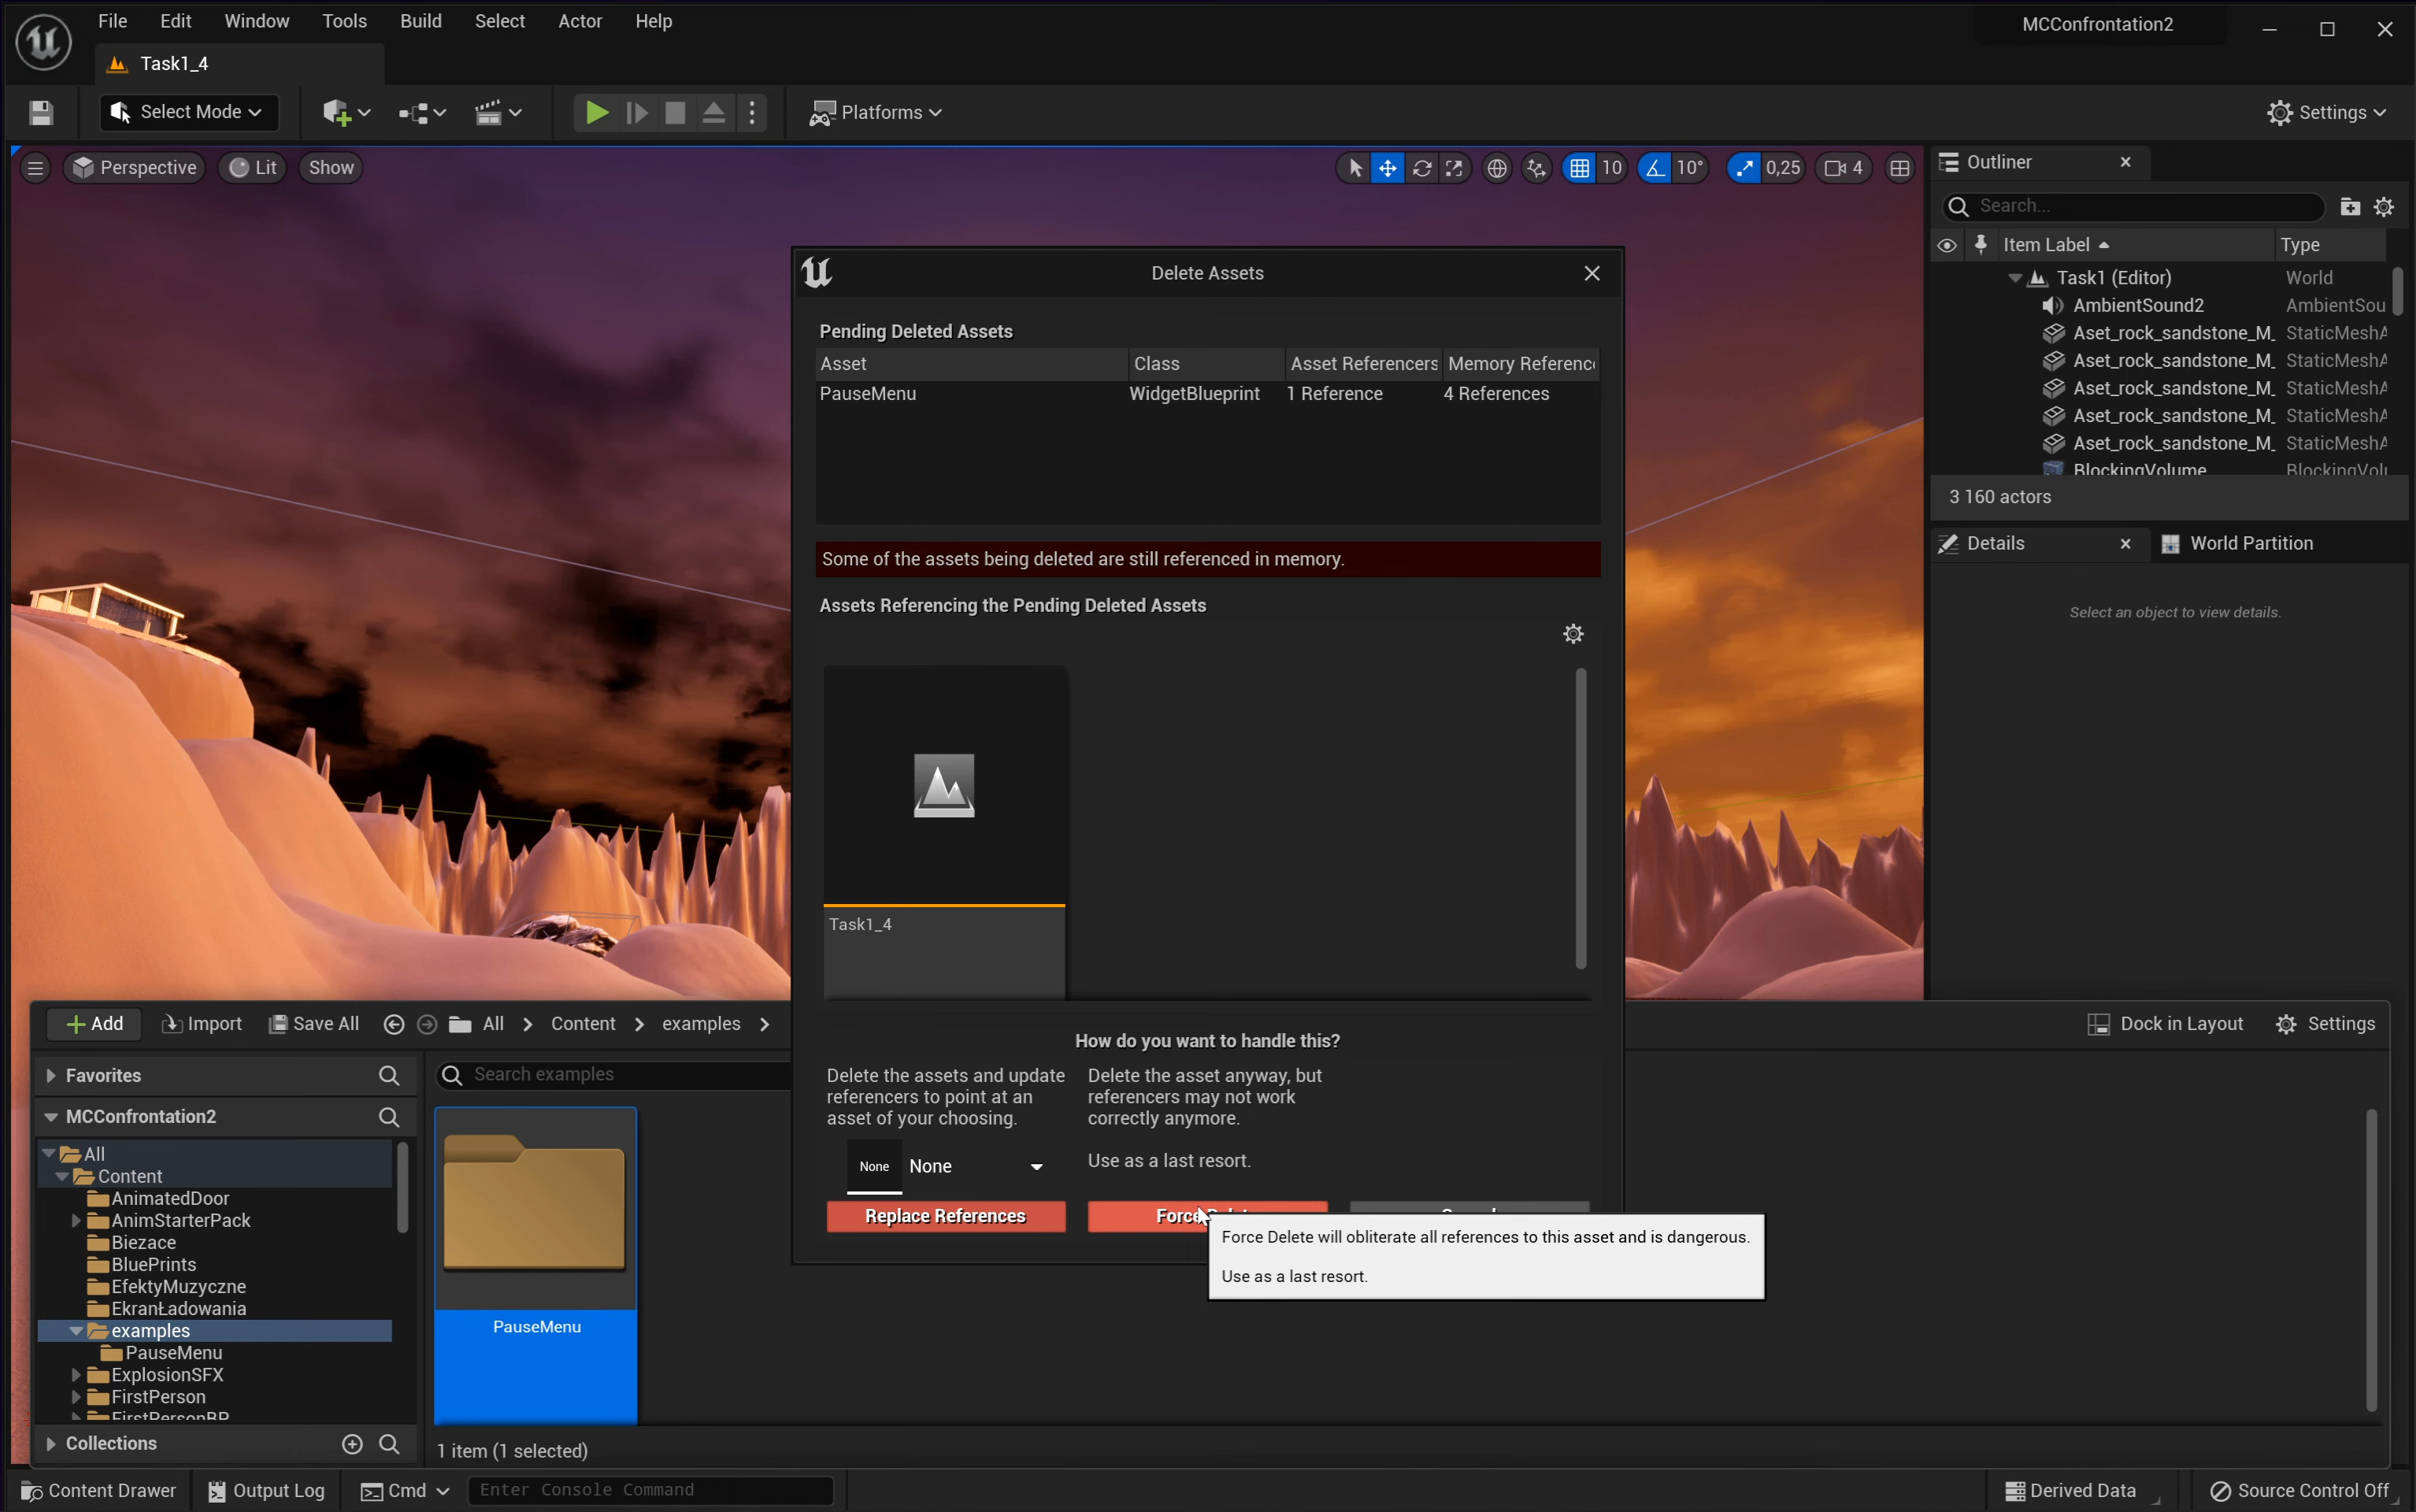 File Edit Window Tools Build Select Actor Help
MCConfrontation2
Task1_4
Select Mode
Platforms
Settings
Perspective Lit Show
10 10° 0,25 4
Outliner
Search...
Item Label Type
Task1 (Editor) World
AmbientSound2 AmbientSou
Aset_rock_sandstone_M_ StaticMeshA
Aset_rock_sandstone_M_ StaticMeshA
Aset_rock_sandstone_M_ StaticMeshA
Aset_rock_sandstone_M_ StaticMeshA
Aset_rock_sandstone_M_ StaticMeshA
BlockingVolume BlockingVolu
3 160 actors
Details World Partition
Select an object to view details.
Delete Assets
Pending Deleted Assets
Asset Class Asset Referencers Memory Referenc
PauseMenu WidgetBlueprint 1 Reference 4 References
Some of the assets being deleted are still referenced in memory.
Assets Referencing the Pending Deleted Assets
Task1_4
How do you want to handle this?
Delete the assets and update
referencers to point at an
asset of your choosing.
None None
Replace References
Delete the asset anyway, but
referencers may not work
correctly anymore.
Use as a last resort.
Force
Force Delete will obliterate all references to this asset and is dangerous.
Use as a last resort.
Add Import Save All All Content examples
Dock in Layout Settings
Favorites
Search examples
MCConfrontation2
All
Content
AnimatedDoor
AnimStarterPack
Biezace
BluePrints
EfektyMuzyczne
EkranŁadowania
examples
PauseMenu
ExplosionSFX
FirstPerson
FirstPersonBP
Collections
PauseMenu
1 item (1 selected)
Content Drawer Output Log Cmd Enter Console Command
Derived Data Source Control Off